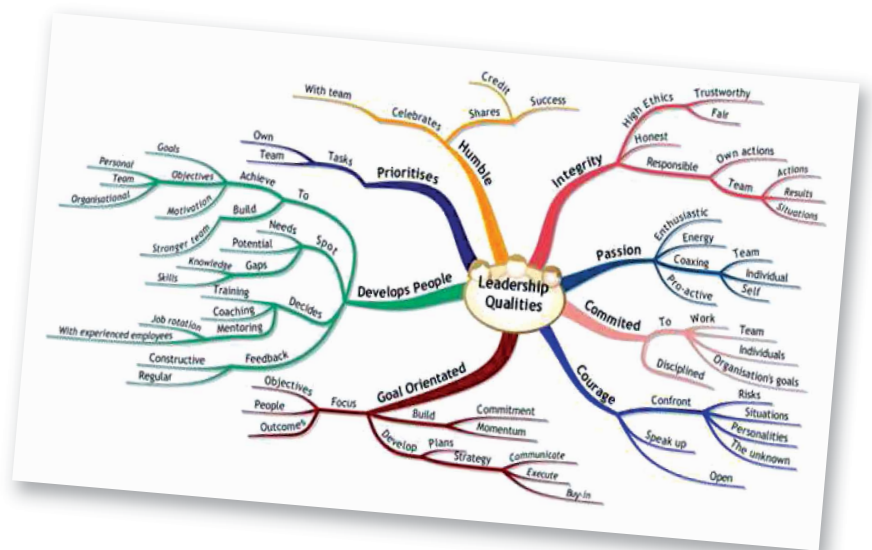 Leadership
Qualities
Humble
Celebrates
With team
Shares
Credit
Success
Integrity
High Ethics
Trustworthy
Fair
Honest
Responsible
Own actions
Team
Actions
Results
Situations
Passion
Enthusiastic
Energy
Coaxing
Team
Individual
Self
Pro-active
Commited
To
Work
Team
Individuals
Organisation's goals
Disciplined
Courage
Confront
Risks
Situations
Personalities
The unknown
Speak up
Open
Goal Orientated
Focus
Objectives
People
Outcomes
Build
Commitment
Momentum
Develop
Plans
Strategy
Communicate
Execute
Buy-in
Develops People
To
Achieve
Goals
Objectives
Personal
Team
Organisational
Motivation
Build
Stronger team
Spot
Needs
Potential
Gaps
Knowledge
Skills
Decides
Training
Coaching
Mentoring
Job rotation
With experienced employees
Feedback
Constructive
Regular
Prioritises
Tasks
Own
Team